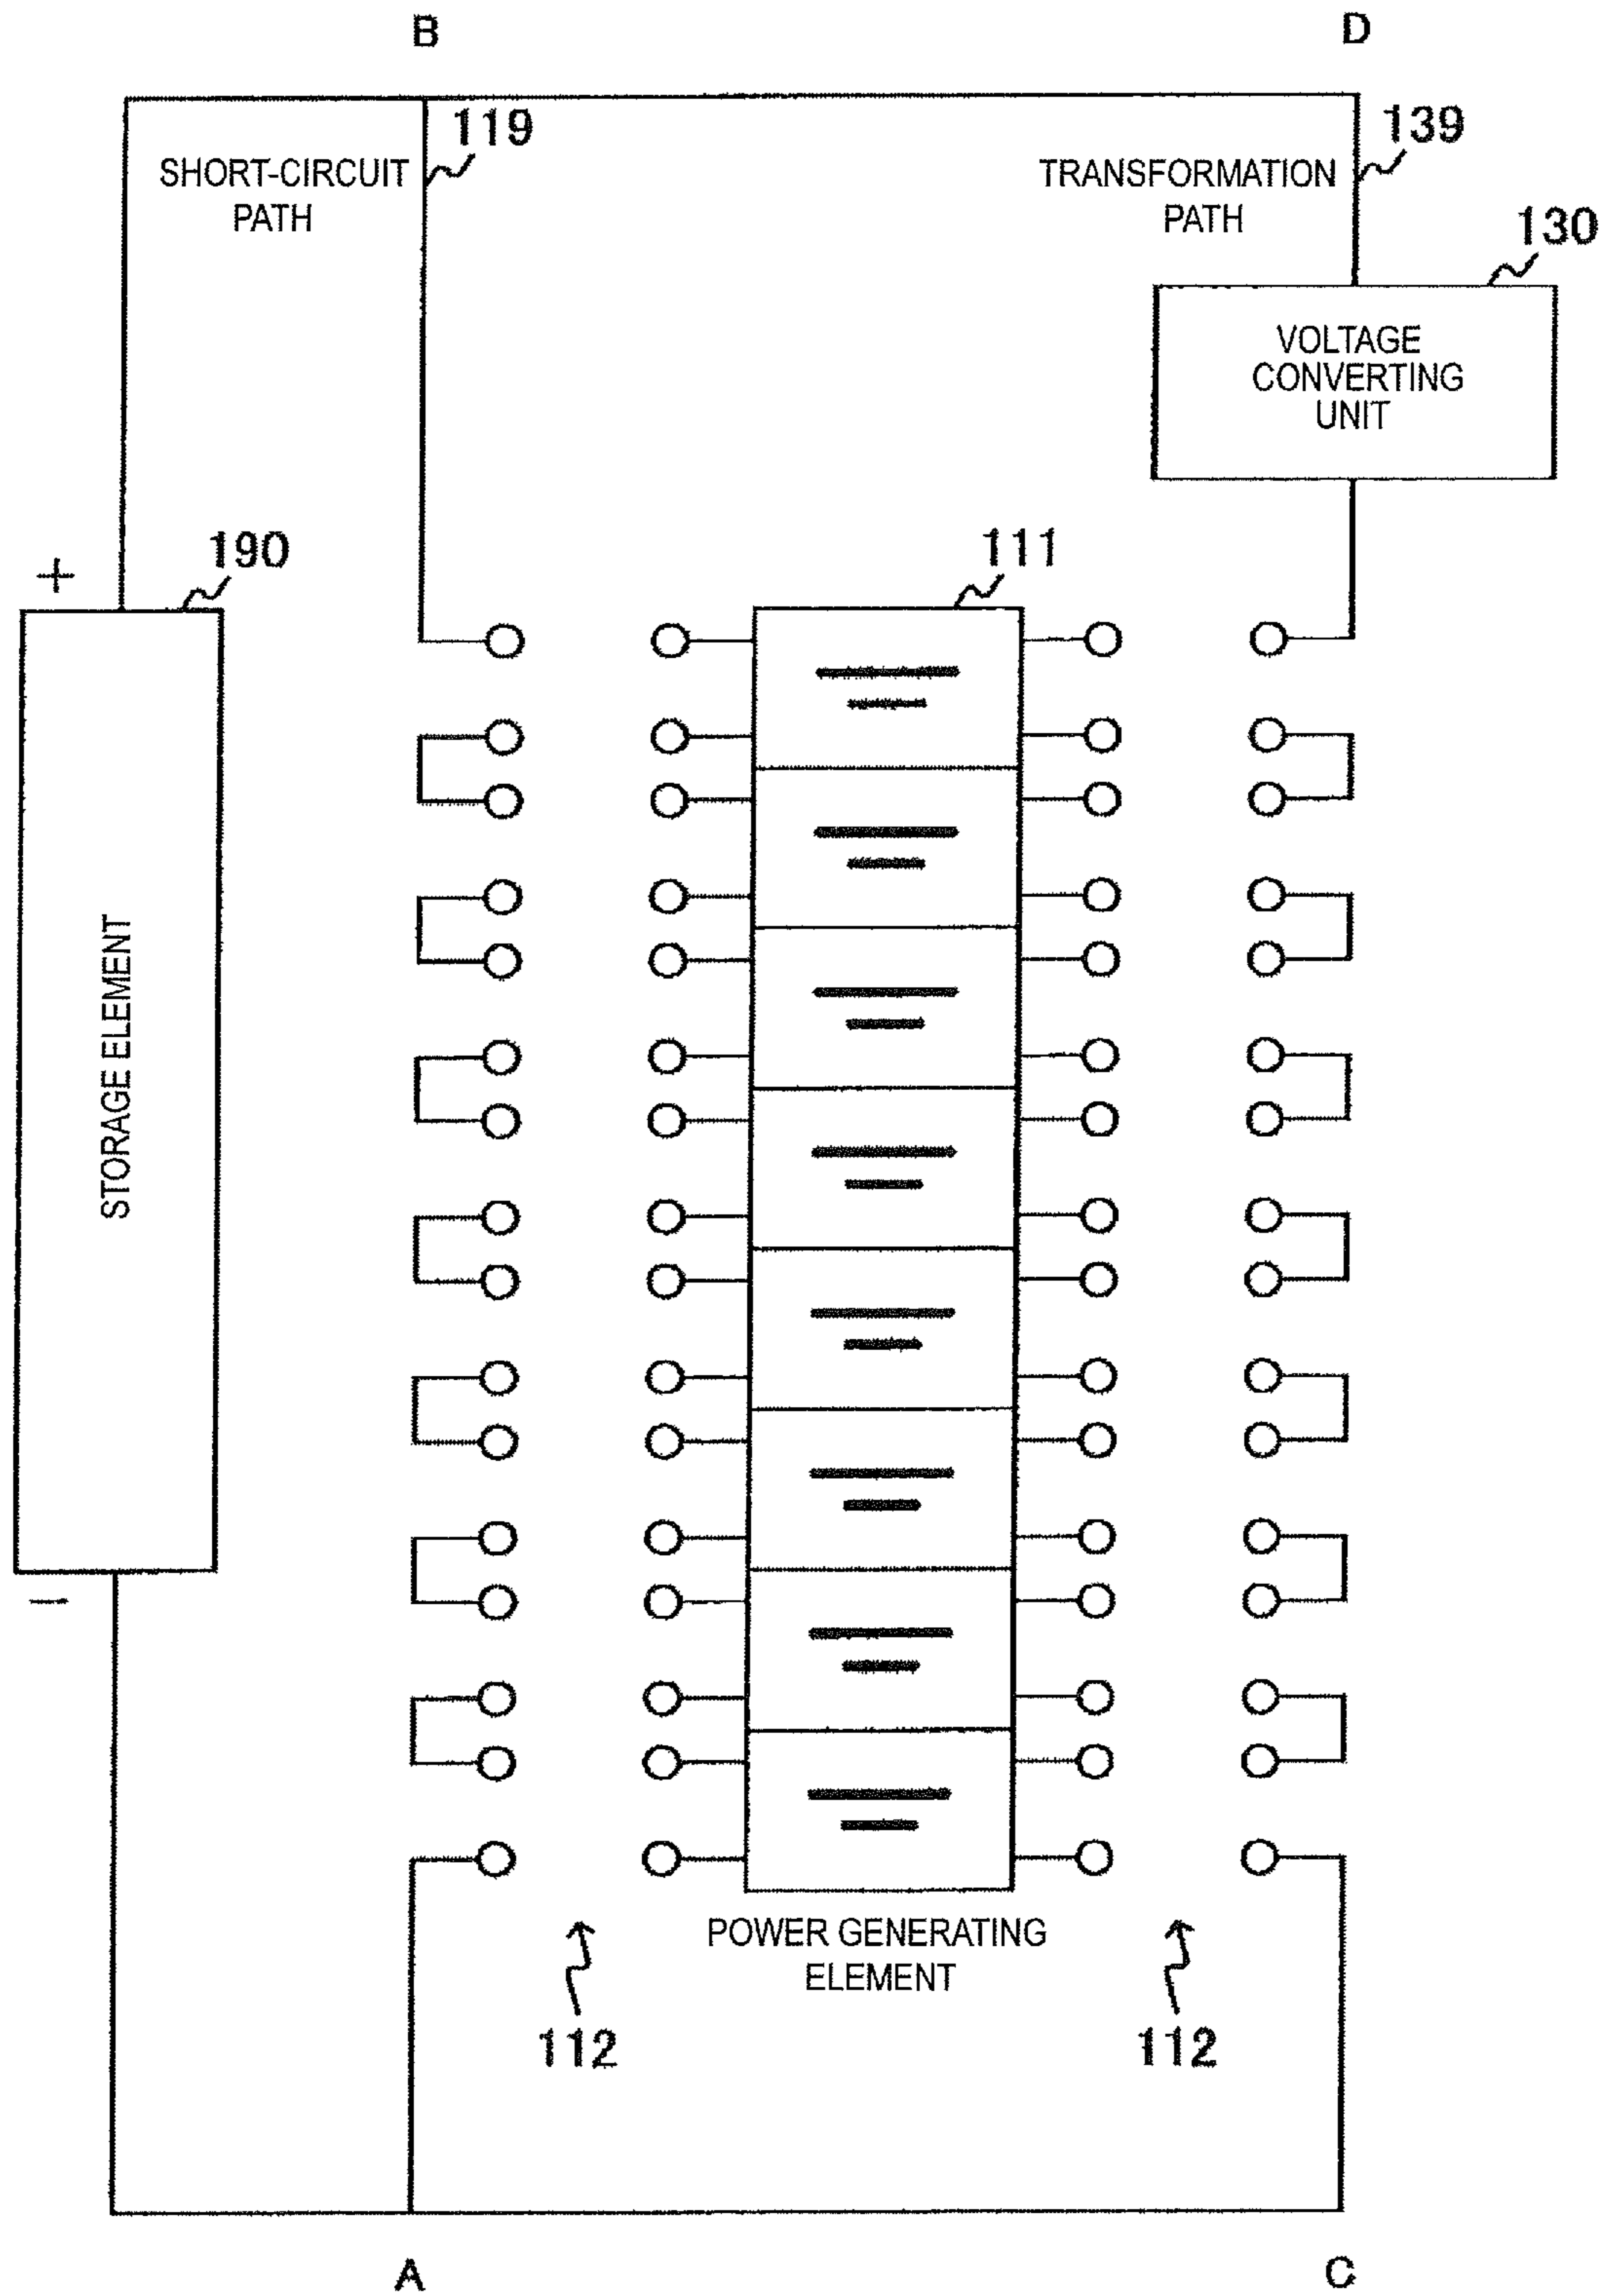 B
D
119
139
SHORT-CIRCUIT
PATH
TRANSFORMATION
PATH
130
VOLTAGE
CONVERTING
UNIT
+
190
111
STORAGE ELEMENT
−
POWER GENERATING
ELEMENT
112
112
A
C